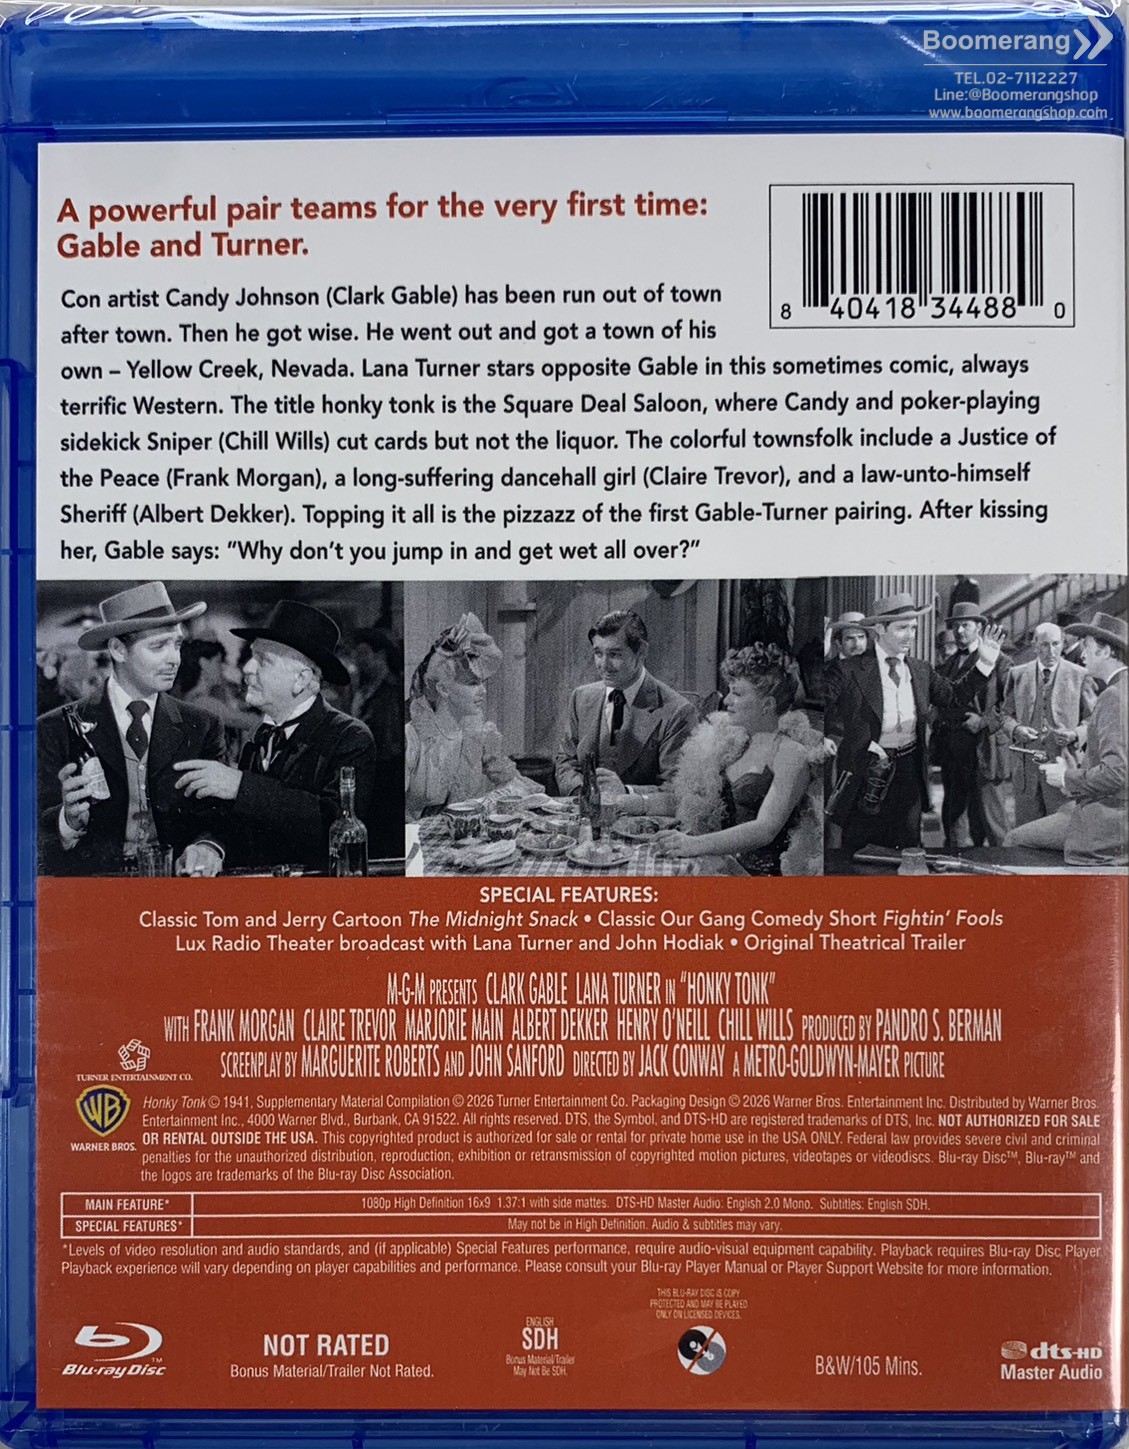 Boomerang
TEL.02-7112227
Line:@Boomerangshop
www.boomerangshop.com
A powerful pair teams for the very first time:
Gable and Turner.
8 40418 34488 0
Con artist Candy Johnson (Clark Gable) has been run out of town
after town. Then he got wise. He went out and got a town of his
own – Yellow Creek, Nevada. Lana Turner stars opposite Gable in this sometimes comic, always
terrific Western. The title honky tonk is the Square Deal Saloon, where Candy and poker-playing
sidekick Sniper (Chill Wills) cut cards but not the liquor. The colorful townsfolk include a Justice of
the Peace (Frank Morgan), a long-suffering dancehall girl (Claire Trevor), and a law-unto-himself
Sheriff (Albert Dekker). Topping it all is the pizzazz of the first Gable-Turner pairing. After kissing
her, Gable says: "Why don't you jump in and get wet all over?"
SPECIAL FEATURES:
Classic Tom and Jerry Cartoon The Midnight Snack • Classic Our Gang Comedy Short Fightin' Fools
Lux Radio Theater broadcast with Lana Turner and John Hodiak • Original Theatrical Trailer
M-G-M PRESENTS CLARK GABLE LANA TURNER IN "HONKY TONK"
WITH FRANK MORGAN CLAIRE TREVOR MARJORIE MAIN ALBERT DEKKER HENRY O'NEILL CHILL WILLS PRODUCED BY PANDRO S. BERMAN
SCREENPLAY BY MARGUERITE ROBERTS AND JOHN SANFORD DIRECTED BY JACK CONWAY A METRO-GOLDWYN-MAYER PICTURE
TURNER ENTERTAINMENT CO.
WB
WARNER BROS.
Honky Tonk © 1941, Supplementary Material Compilation © 2026 Turner Entertainment Co. Packaging Design © 2026 Warner Bros. Entertainment Inc. Distributed by Warner Bros.
Entertainment Inc., 4000 Warner Blvd., Burbank, CA 91522. All rights reserved. DTS, the Symbol, and DTS-HD are registered trademarks of DTS, Inc. NOT AUTHORIZED FOR SALE
OR RENTAL OUTSIDE THE USA. This copyrighted product is authorized for sale or rental for private home use in the USA ONLY. Federal law provides severe civil and criminal
penalties for the unauthorized distribution, reproduction, exhibition or retransmission of copyrighted motion pictures, videotapes or videodiscs. Blu-ray Disc™, Blu-ray™ and
the logos are trademarks of the Blu-ray Disc Association.
MAIN FEATURE* 1080p High Definition 16x9 1.37:1 with side mattes. DTS-HD Master Audio: English 2.0 Mono. Subtitles: English SDH.
SPECIAL FEATURES* May not be in High Definition. Audio & subtitles may vary.
*Levels of video resolution and audio standards, and (if applicable) Special Features performance, require audio-visual equipment capability. Playback requires Blu-ray Disc Player.
Playback experience will vary depending on player capabilities and performance. Please consult your Blu-ray Player Manual or Player Support Website for more information.
Blu-ray Disc™
NOT RATED
Bonus Material/Trailer Not Rated.
ENGLISH
SDH
Bonus Material/Trailer
May Not Be SDH.
THIS BLU-RAY DISC IS COPY
PROTECTED AND MAY BE PLAYED
ONLY ON LICENSED DEVICES.
B&W/105 Mins.
dts-HD
Master Audio